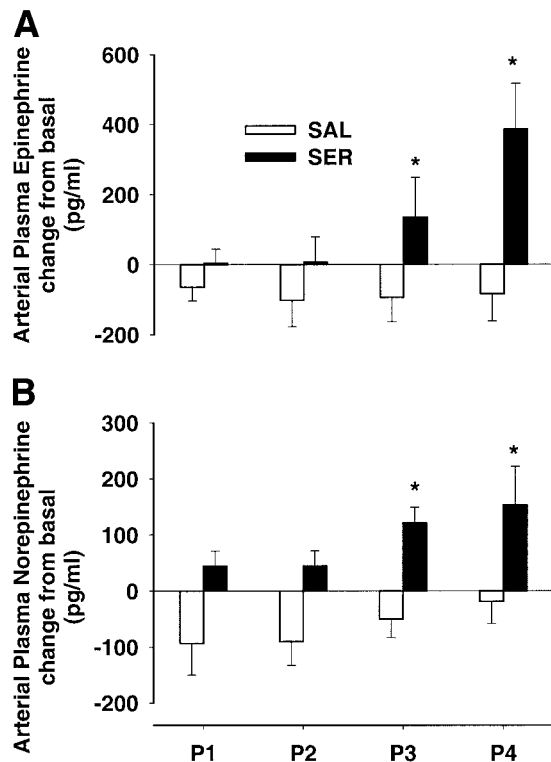 A
Arterial Plasma Epinephrine
change from basal
(pg/ml)
600
400
200
0
-200
SAL
SER
*
*
B
Arterial Plasma Norepinephrine
change from basal
(pg/ml)
300
200
100
0
-100
-200
*
*
P1 P2 P3 P4